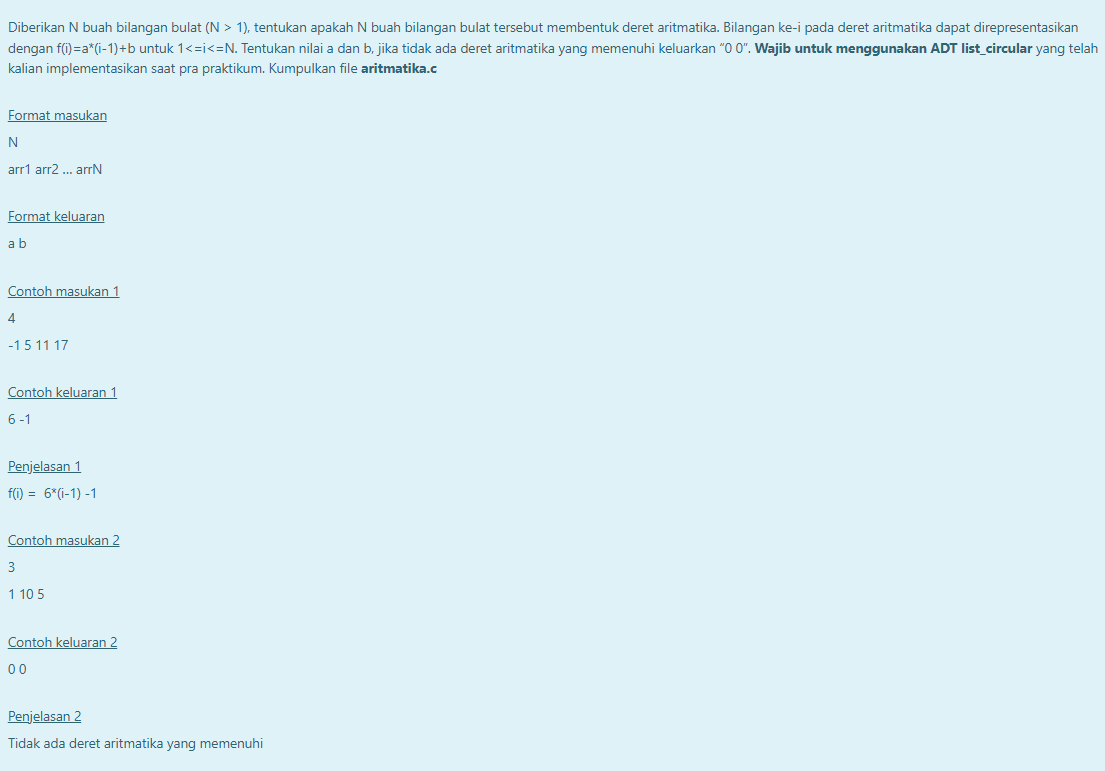 Diberikan N buah bilangan bulat (N > 1), tentukan apakah N buah bilangan bulat tersebut membentuk deret aritmatika. Bilangan ke-i pada deret aritmatika dapat direpresentasikan
dengan f(i)=a*(i-1)+b untuk 1<=i<=N. Tentukan nilai a dan b, jika tidak ada deret aritmatika yang memenuhi keluarkan “0 0”. Wajib untuk menggunakan ADT list_circular yang telah
kalian implementasikan saat pra praktikum. Kumpulkan file aritmatika.c
Format masukan
N
arr1 arr2 ... arrN
Format keluaran
a b
Contoh masukan 1
4
-1 5 11 17
Contoh keluaran 1
6 -1
Penjelasan 1
f(i) =  6*(i-1) -1
Contoh masukan 2
3
1 10 5
Contoh keluaran 2
0 0
Penjelasan 2
Tidak ada deret aritmatika yang memenuhi